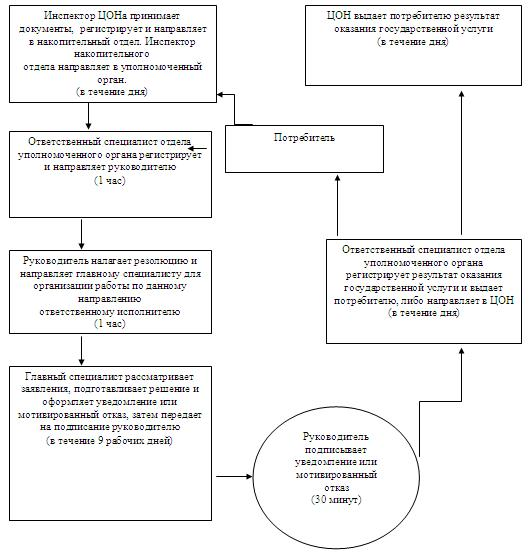 Инспектор ЦОНа принимает
документы, регистрирует и направляет
в накопительный отдел. Инспектор
накопительного
отдела направляет в уполномоченный
орган.
(в течение дня)
ЦОН выдает потребителю результат
оказания государственной услуги
(в течение дня)
Ответственный специалист отдела
уполномоченного органа регистрирует
и направляет руководителю
(1 час)
Потребитель
Руководитель налагает резолюцию и
направляет главному специалисту для
организации работы по данному
направлению
ответственному исполнителю
(1 час)
Ответственный специалист отдела
уполномоченного органа
регистрирует результат оказания
государственной услуги и выдает
потребителю, либо направляет в ЦОН
(в течение дня)
Главный специалист рассматривает
заявления, подготавливает решение и
оформляет уведомление или
мотивированный отказ, затем передает
на подписание руководителю
(в течение 9 рабочих дней)
Руководитель
подписывает
уведомление или
мотивированный
отказ
(30 минут)